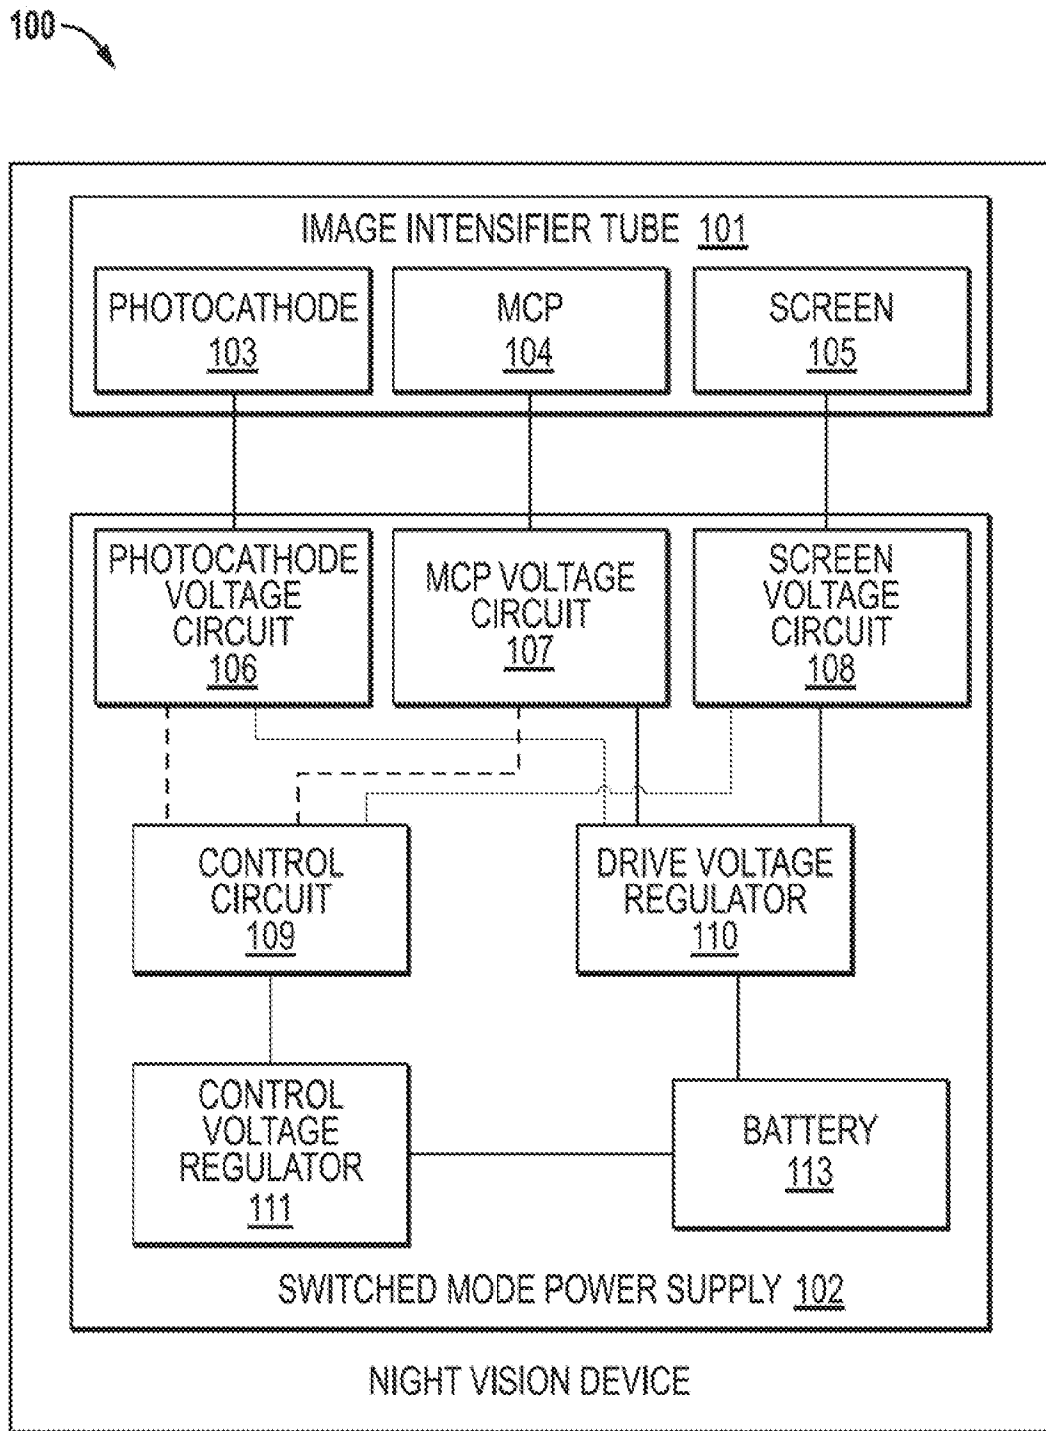 100
IMAGE INTENSIFIER TUBE 101
PHOTOCATHODE
103
MCP
104
SCREEN
105
PHOTOCATHODE
VOLTAGE
CIRCUIT
106
MCP VOLTAGE
CIRCUIT
107
SCREEN
VOLTAGE
CIRCUIT
108
CONTROL
CIRCUIT
109
DRIVE VOLTAGE
REGULATOR
110
CONTROL
VOLTAGE
REGULATOR
111
BATTERY
113
SWITCHED MODE POWER SUPPLY 102
NIGHT VISION DEVICE